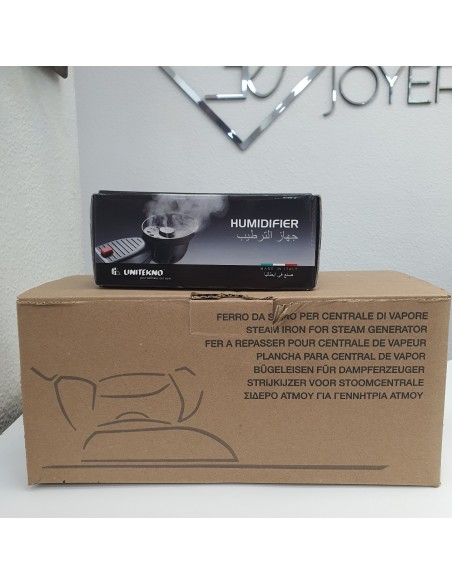 JOYER
HUMIDIFIER
جهاز الترطيب
UNITEKNO
MADE IN ITALY
صنع في إيطاليا
FERRO DA STIRO PER CENTRALE DI VAPORE
STEAM IRON FOR STEAM GENERATOR
FER A REPASSER POUR CENTRALE DE VAPEUR
PLANCHA PARA CENTRAL DE VAPOR
BÜGELEISEN FÜR DAMPFERZEUGER
STRIJKIJZER VOOR STOOMCENTRALE
ΣΙΔΕΡΟ ΑΤΜΟΥ ΓΙΑ ΓΕΝΝΗΤΡΙΑ ΑΤΜΟΥ